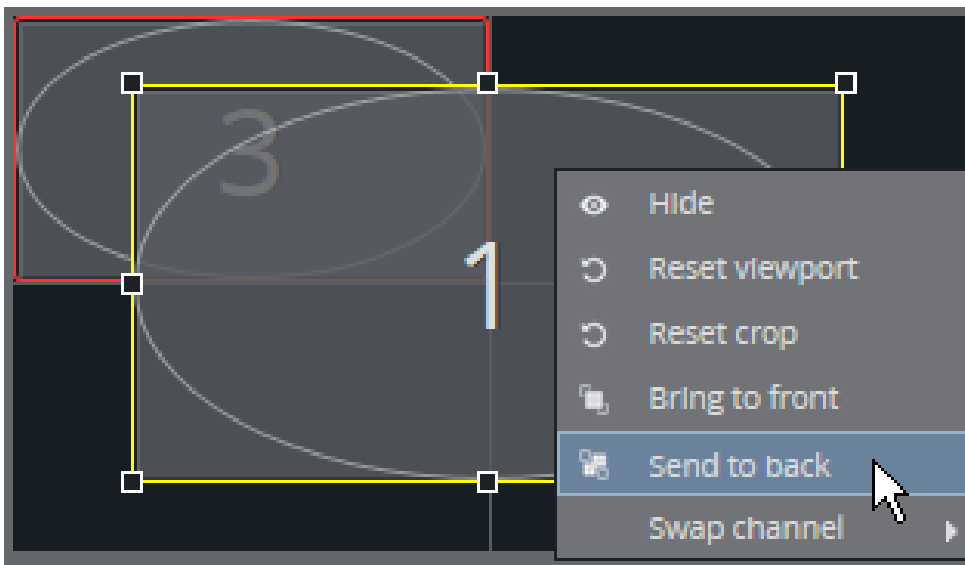 3
1
Hide
Reset viewport
Reset crop
Bring to front
Send to back
Swap channel